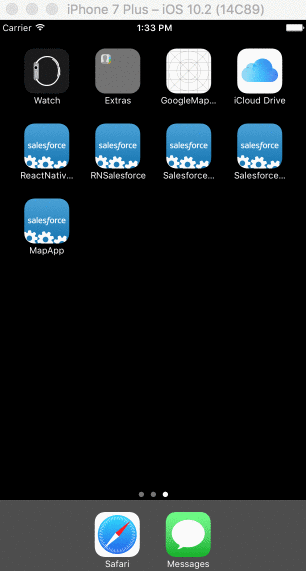 iPhone 7 Plus – iOS 10.2 (14C89)
Carrier 1:33 PM
Watch Extras GoogleMap... iCloud Drive
salesforce salesforce salesforce salesforce
ReactNativ... RNSalesforce Salesforce... Salesforce...
salesforce
MapApp
Safari Messages